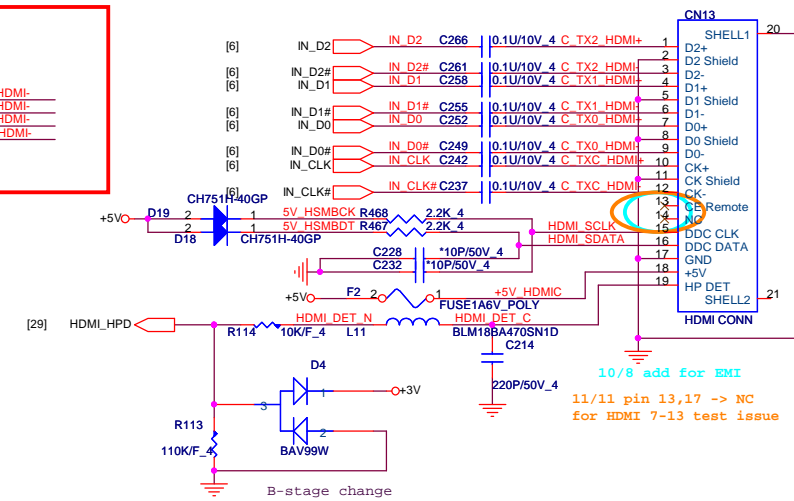 CN13
SHELL1 20
[6] IN_D2 IN_D2 C266 0.1U/10V_4 C_TX2_HDMI+ 1 D2+
2 D2 Shield
[6] IN_D2# IN_D2# C261 0.1U/10V_4 C_TX2_HDMI- 3 D2-
[6] IN_D1 IN_D1 C258 0.1U/10V_4 C_TX1_HDMI+ 4 D1+
5 D1 Shield
[6] IN_D1# IN_D1# C255 0.1U/10V_4 C_TX1_HDMI- 6 D1-
[6] IN_D0 IN_D0 C252 0.1U/10V_4 C_TX0_HDMI+ 7 D0+
8 D0 Shield
[6] IN_D0# IN_D0# C249 0.1U/10V_4 C_TX0_HDMI- 9 D0-
[6] IN_CLK IN_CLK C242 0.1U/10V_4 C_TXC_HDMI+ 10 CK+
11 CK Shield
[6] IN_CLK# IN_CLK# C237 0.1U/10V_4 C_TXC_HDMI- 12 CK-
13 CE Remote
14 NC
15 DDC CLK
16 DDC DATA
17 GND
18 +5V
19 HP DET
SHELL2 21
HDMI CONN
HDMI-
HDMI-
HDMI-
HDMI-
CH751H-40GP
+5V D19 2 1 5V_HSMBCK R468 2.2K_4 HDMI_SCLK
D18 2 1 5V_HSMBDT R467 2.2K_4 HDMI_SDATA
CH751H-40GP
C228 *10P/50V_4
C232 *10P/50V_4
+5V F2 2 1 +5V_HDMIC
FUSE1A6V_POLY
[29] HDMI_HPD R114 10K/F_4 HDMI_DET_N L11 HDMI_DET_C
BLM18BA470SN1D
C214
220P/50V_4
D4
1 +3V
3
2
R113
110K/F_4
BAV99W
B-stage change
10/8 add for EMI
11/11 pin 13,17 -> NC
for HDMI 7-13 test issue